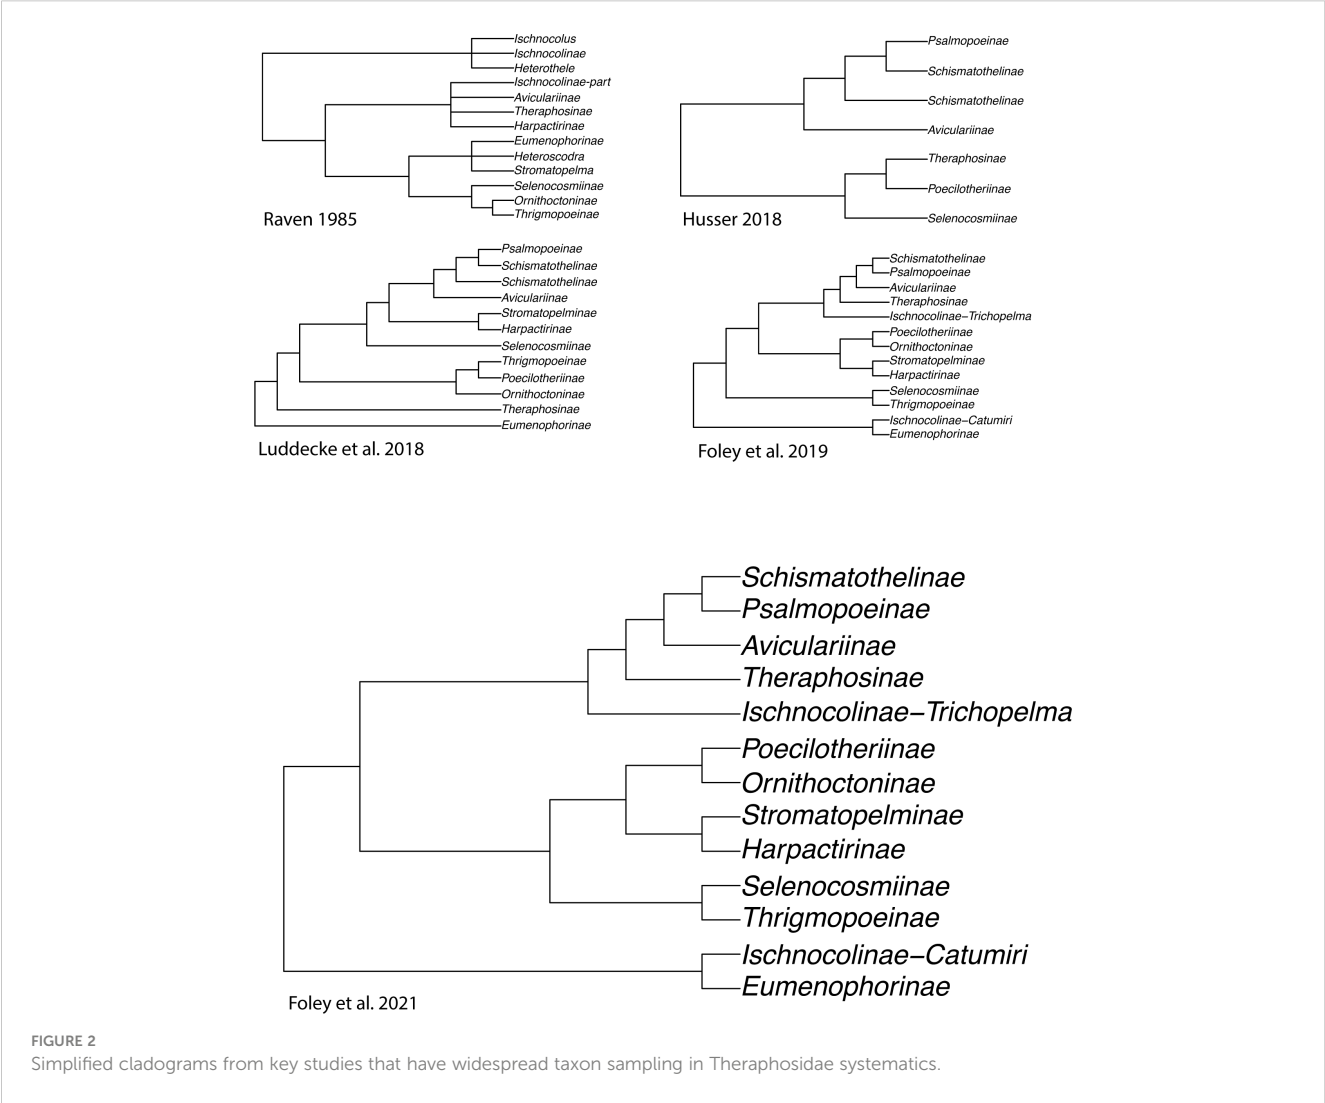 Ischnocolus
Ischnocolinae
Heterothele
Ischnocolinae-part
Aviculariinae
Theraphosinae
Harpactirinae
Eumenophorinae
Heteroscodra
Stromatopelma
Selenocosmiinae
Ornithoctoninae
Thrigmopoeinae
Raven 1985
Psalmopoeinae
Schismatothelinae
Schismatothelinae
Aviculariinae
Theraphosinae
Poecilotheriinae
Selenocosmiinae
Husser 2018
Psalmopoeinae
Schismatothelinae
Schismatothelinae
Aviculariinae
Stromatopelminae
Harpactirinae
Selenocosmiinae
Thrigmopoeinae
Poecilotheriinae
Ornithoctoninae
Theraphosinae
Eumenophorinae
Luddecke et al. 2018
Schismatothelinae
Psalmopoeinae
Aviculariinae
Theraphosinae
Ischnocolinae–Trichopelma
Poecilotheriinae
Ornithoctoninae
Stromatopelminae
Harpactirinae
Selenocosmiinae
Thrigmopoeinae
Ischnocolinae–Catumiri
Eumenophorinae
Foley et al. 2019
Schismatothelinae
Psalmopoeinae
Aviculariinae
Theraphosinae
Ischnocolinae–Trichopelma
Poecilotheriinae
Ornithoctoninae
Stromatopelminae
Harpactirinae
Selenocosmiinae
Thrigmopoeinae
Ischnocolinae–Catumiri
Eumenophorinae
Foley et al. 2021
FIGURE 2
Simplified cladograms from key studies that have widespread taxon sampling in Theraphosidae systematics.